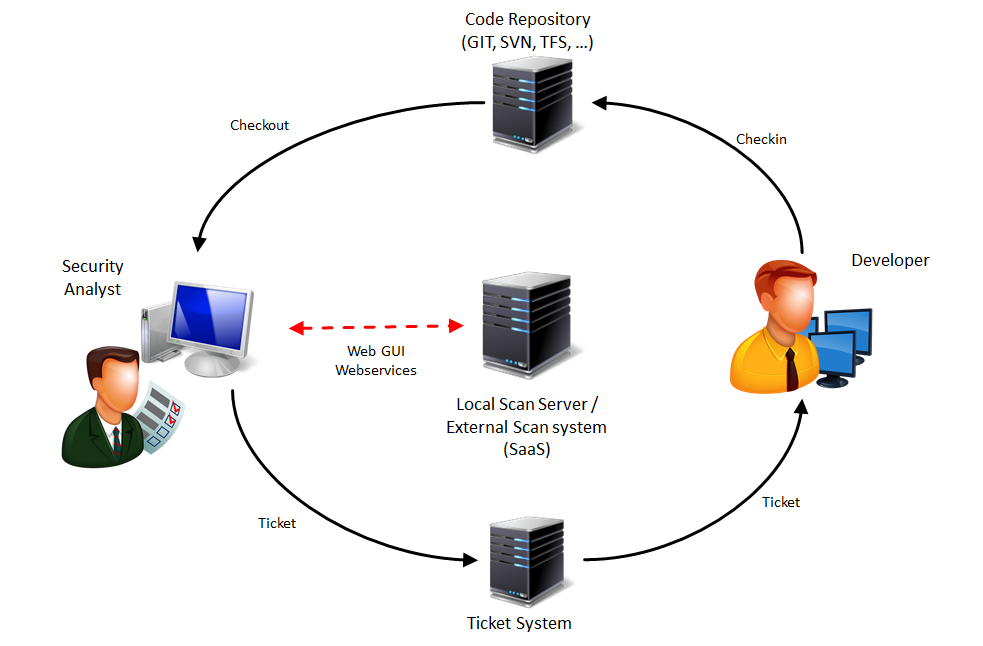 Code Repository
(GIT, SVN, TFS, …)
Checkout
Checkin
Security
Analyst
Developer
Web GUI
Webservices
Local Scan Server /
External Scan system
(SaaS)
Ticket
Ticket
Ticket System